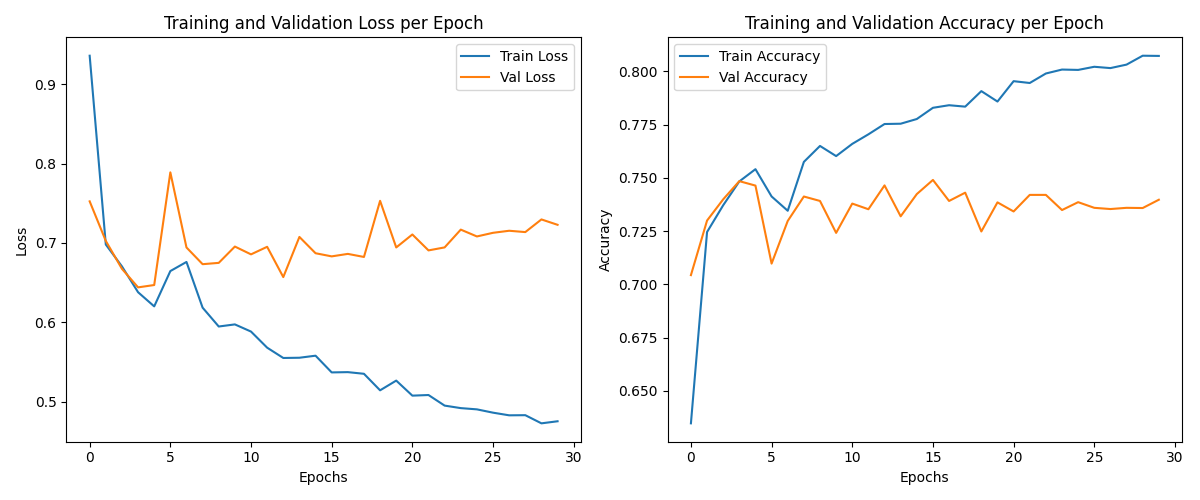 Training and Validation Loss per Epoch
Train Loss
Val Loss
0.9
0.8
0.7
0.6
0.5
Loss
0 5 10 15 20 25 30
Epochs
Training and Validation Accuracy per Epoch
Train Accuracy
Val Accuracy
0.800
0.775
0.750
0.725
0.700
0.675
0.650
Accuracy
0 5 10 15 20 25 30
Epochs